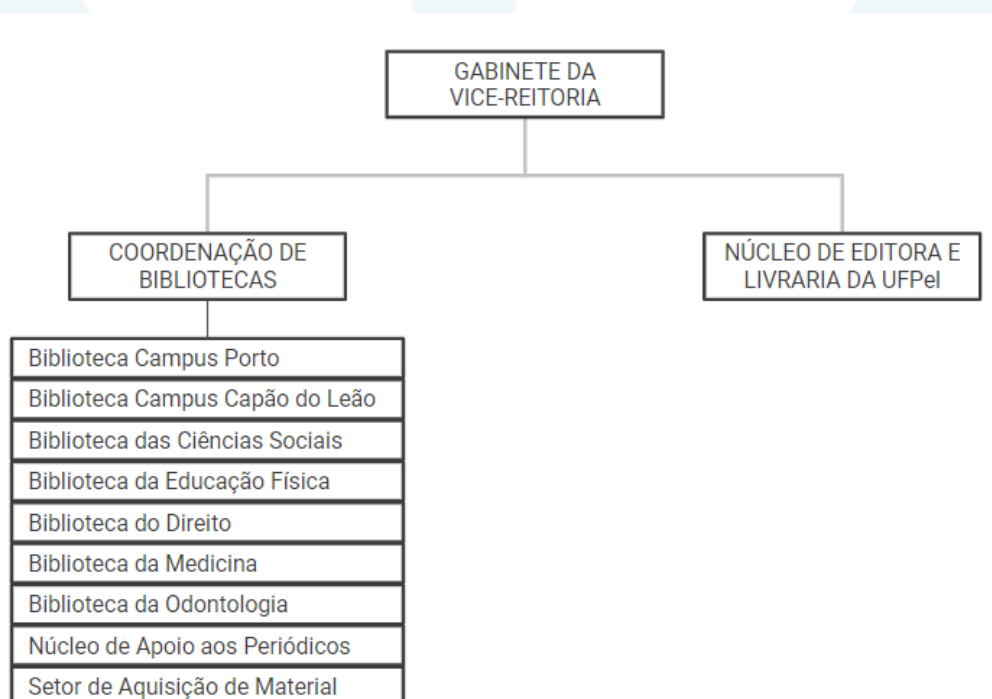 GABINETE DA
VICE-REITORIA
COORDENAÇÃO DE
BIBLIOTECAS
NÚCLEO DE EDITORA E
LIVRARIA DA UFPel
Biblioteca Campus Porto
Biblioteca Campus Capão do Leão
Biblioteca das Ciências Sociais
Biblioteca da Educação Física
Biblioteca do Direito
Biblioteca da Medicina
Biblioteca da Odontologia
Núcleo de Apoio aos Periódicos
Setor de Aquisição de Material